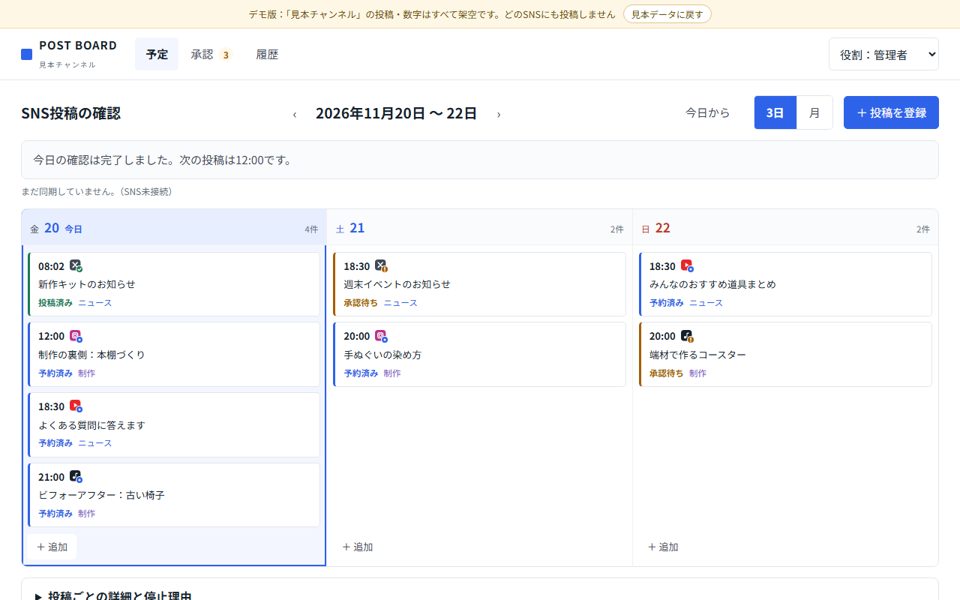 デモ版：「見本チャンネル」の投稿・数字はすべて架空です。どのSNSにも投稿しません 見本データに戻す
POST BOARD
見本チャンネル
予定 承認 3 履歴
役割：管理者
SNS投稿の確認
‹ 2026年11月20日 〜 22日 ›
今日から 3日 月 ＋ 投稿を登録
今日の確認は完了しました。次の投稿は12:00です。
まだ同期していません。（SNS未接続）
金 20 今日 4件
08:02
新作キットのお知らせ
投稿済み ニュース
12:00
制作の裏側：本棚づくり
予約済み 制作
18:30
よくある質問に答えます
予約済み ニュース
21:00
ビフォーアフター：古い椅子
予約済み 制作
＋ 追加
土 21 2件
18:30
週末イベントのお知らせ
承認待ち ニュース
20:00
手ぬぐいの染め方
予約済み 制作
＋ 追加
日 22 2件
18:30
みんなのおすすめ道具まとめ
予約済み ニュース
20:00
端材で作るコースター
承認待ち 制作
＋ 追加
▶ 投稿ごとの詳細と停止理由